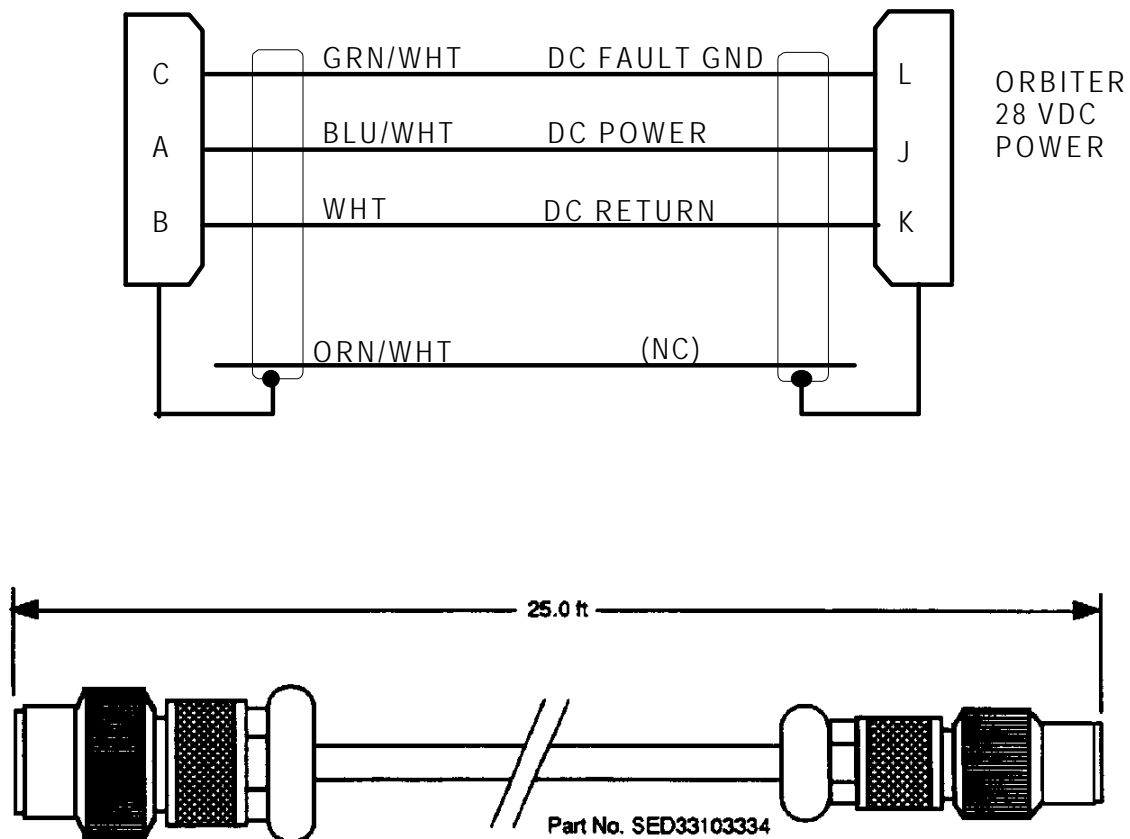 C GRN/WHT DC FAULT GND L
A BLU/WHT DC POWER J
B WHT DC RETURN K
ORBITER
28 VDC
POWER
ORN/WHT (NC)
25.0 ft
Part No. SED33103334